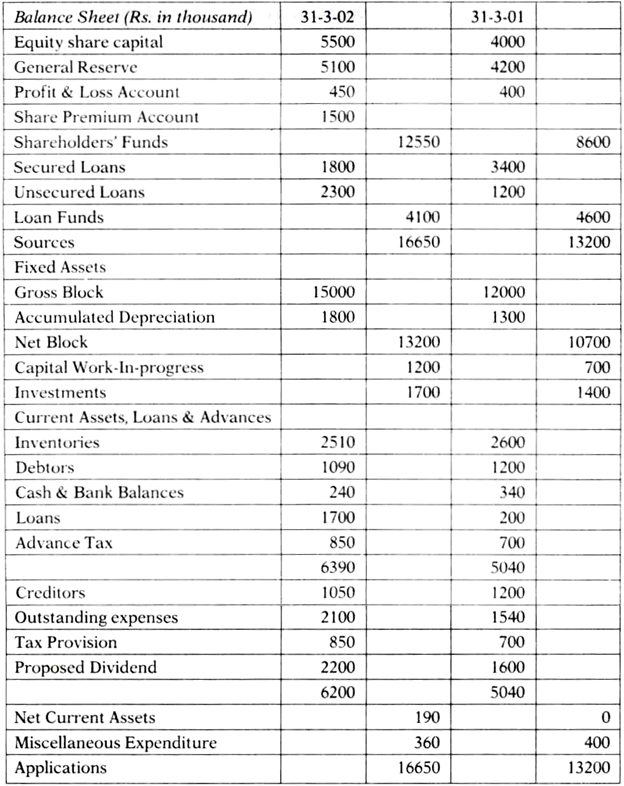 Balance Sheet (Rs. in thousand) 31-3-02 31-3-01
Equity share capital 5500 4000
General Reserve 5100 4200
Profit & Loss Account 450 400
Share Premium Account 1500
Shareholders' Funds 12550 8600
Secured Loans 1800 3400
Unsecured Loans 2300 1200
Loan Funds 4100 4600
Sources 16650 13200
Fixed Assets
Gross Block 15000 12000
Accumulated Depreciation 1800 1300
Net Block 13200 10700
Capital Work-In-progress 1200 700
Investments 1700 1400
Current Assets, Loans & Advances
Inventories 2510 2600
Debtors 1090 1200
Cash & Bank Balances 240 340
Loans 1700 200
Advance Tax 850 700
6390 5040
Creditors 1050 1200
Outstanding expenses 2100 1540
Tax Provision 850 700
Proposed Dividend 2200 1600
6200 5040
Net Current Assets 190 0
Miscellaneous Expenditure 360 400
Applications 16650 13200